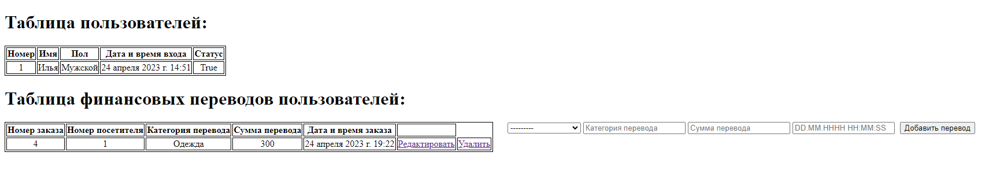 Таблица пользователей:
Номер Имя Пол Дата и время входа Статус
1 Илья Мужской 24 апреля 2023 г. 14:51 True
Таблица финансовых переводов пользователей:
Номер заказа Номер посетителя Категория перевода Сумма перевода Дата и время заказа
4 1 Одежда 300 24 апреля 2023 г. 19:22 Редактировать Удалить
--------- Категория перевода Сумма перевода DD.MM.HHHH HH:MM:SS Добавить перевод